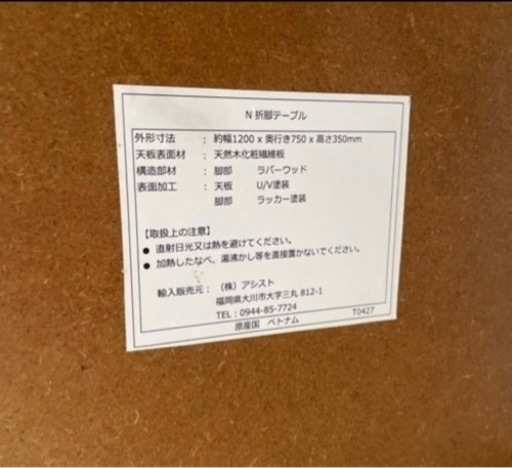 N 折脚テーブル
外形寸法 : 約幅1200 x 奥行き750 x 高さ350mm
天板表面材 : 天然木化粧繊維板
構造部材 : 脚部 ラバーウッド
表面加工 : 天板 U/V塗装
脚部 ラッカー塗装
【取扱上の注意】
● 直射日光又は熱を避けてください。
● 加熱したなべ、湯沸かし等を直接置かないでください。
輸入販売元 : (株) アシスト
福岡県大川市大字三丸 812-1
TEL : 0944-85-7724
原産国 ベトナム T0427